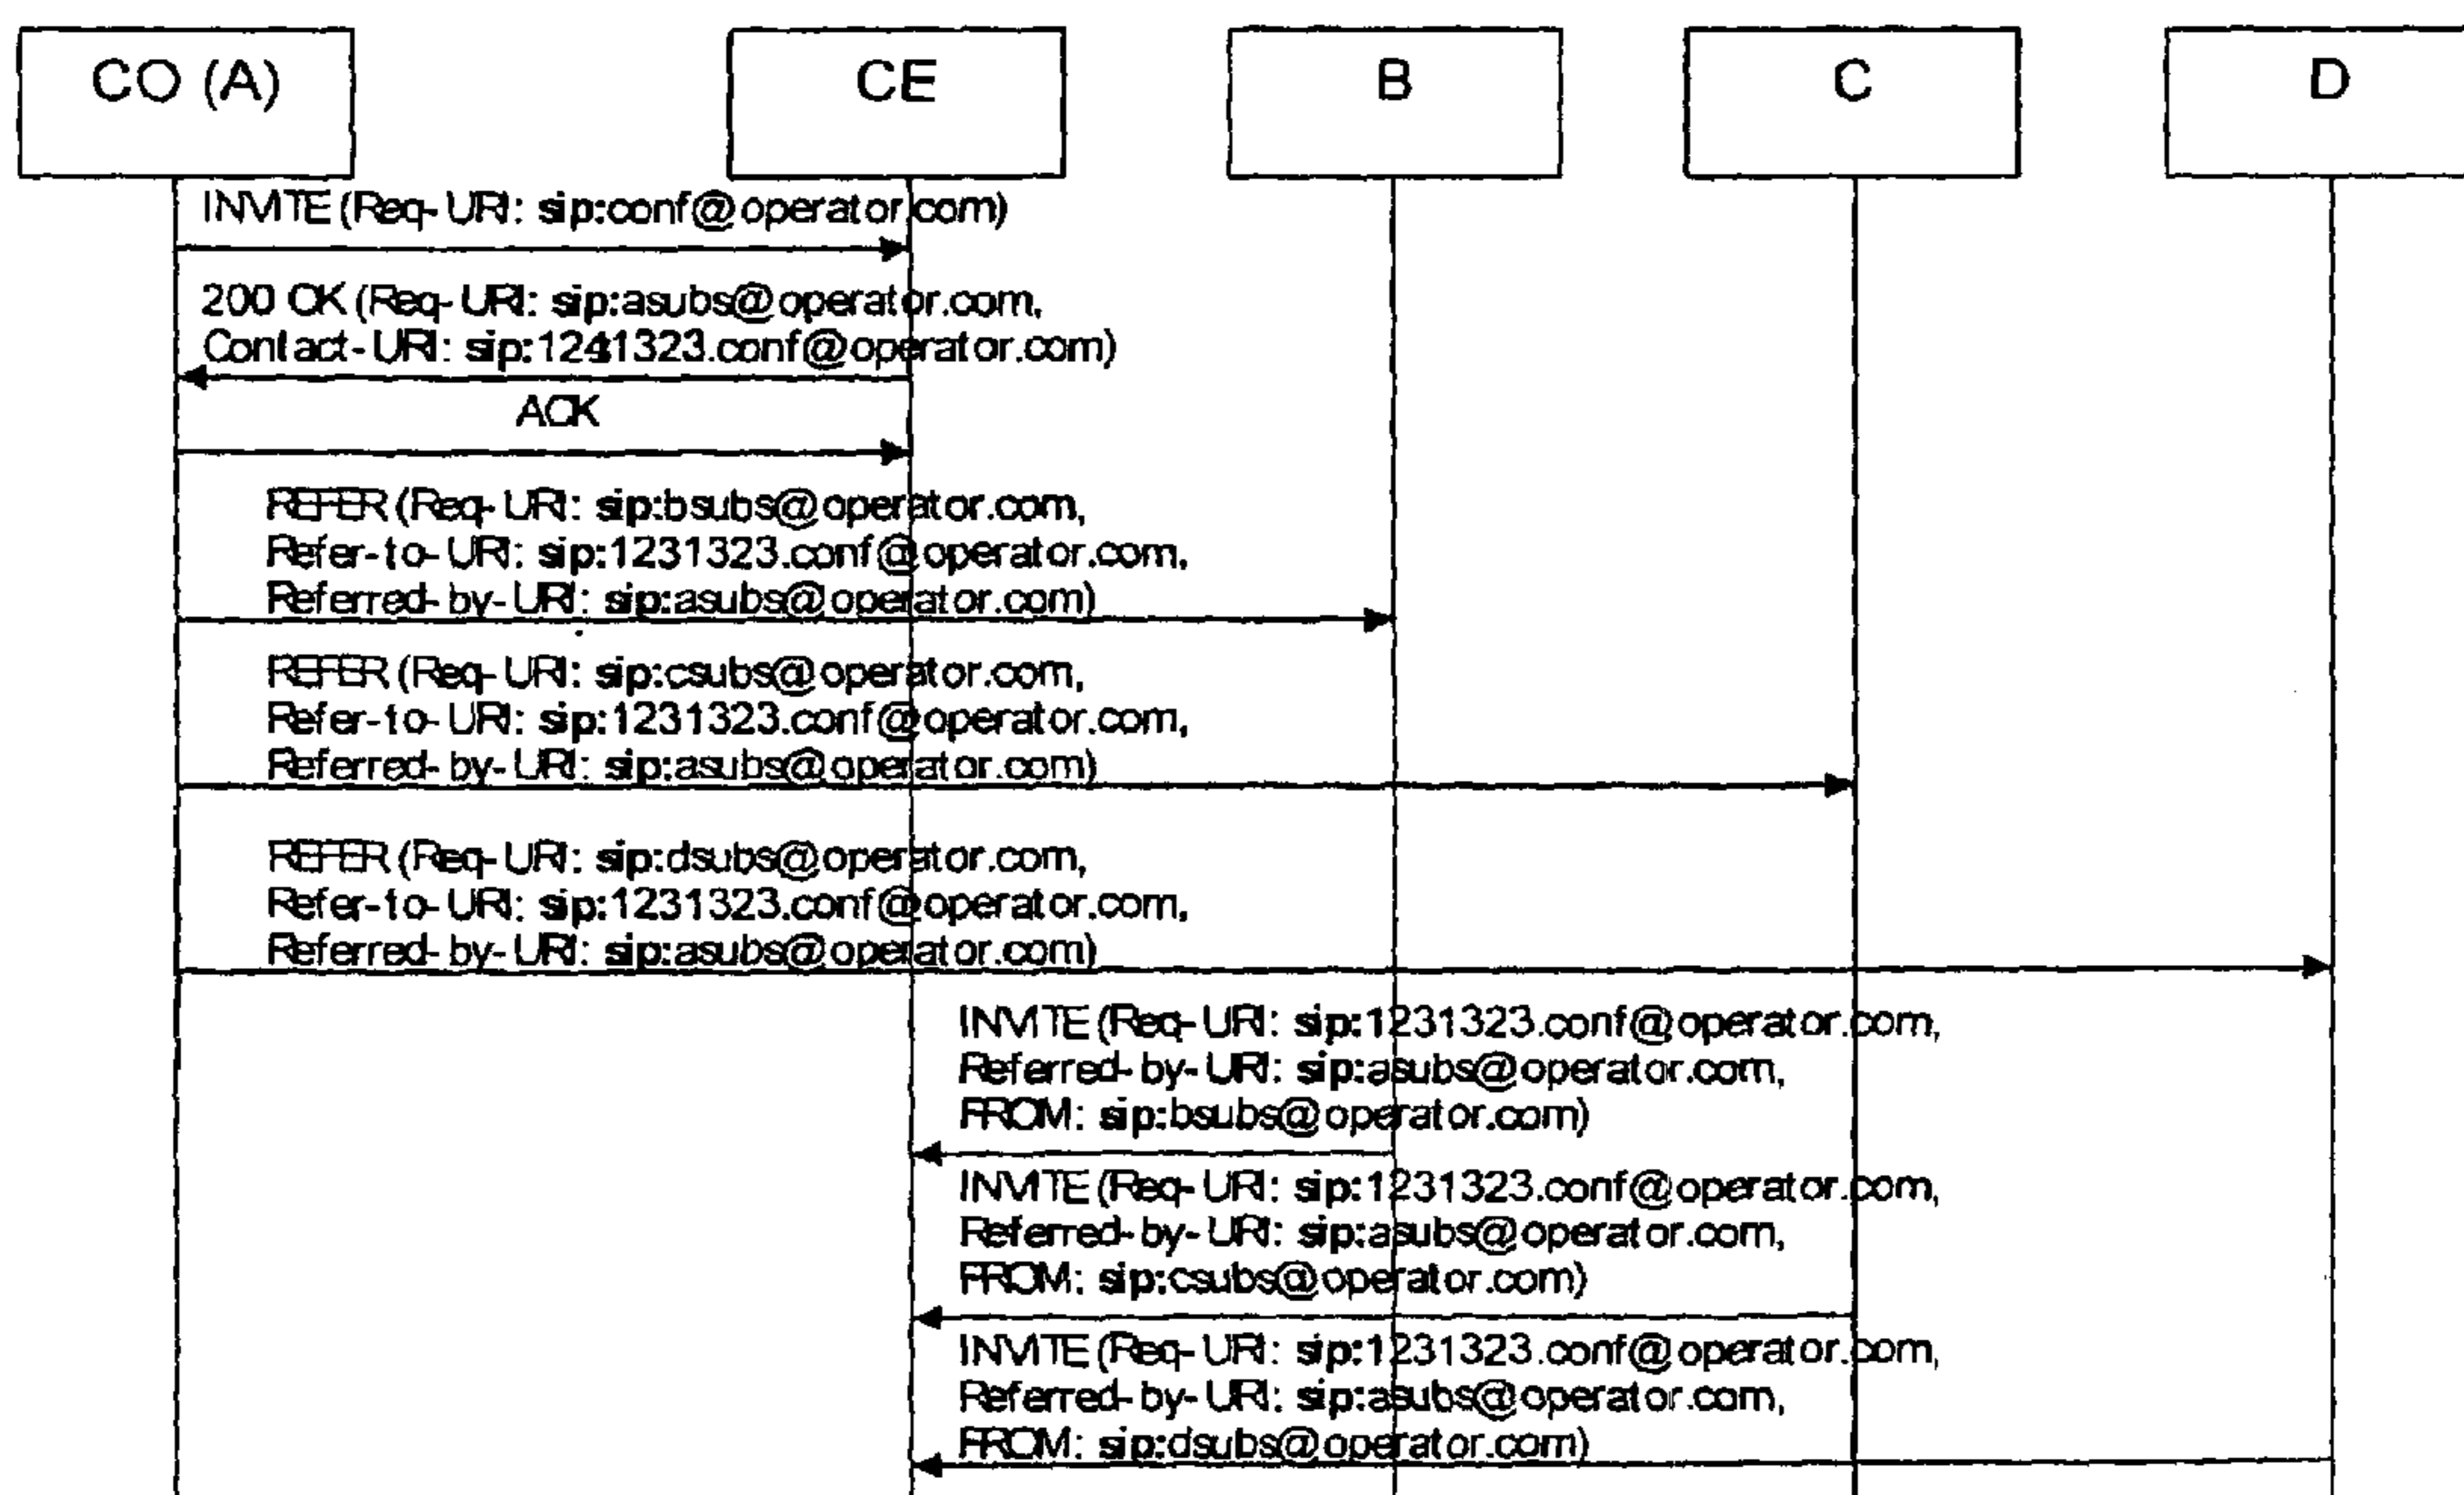 CO (A)
CE
B
C
D
INVITE (Req-URI: sip:conf@operator.com)
200 OK (Req-URI: sip:asubs@operator.com,
Contact-URI: sip:1241323.conf@operator.com)
ACK
REFER (Req-URI: sip:bsubs@operator.com,
Refer-to-URI: sip:1231323.conf@operator.com,
Referred-by-URI: sip:asubs@operator.com)
REFER (Req-URI: sip:csubs@operator.com,
Refer-to-URI: sip:1231323.conf@operator.com,
Referred-by-URI: sip:asubs@operator.com)
REFER (Req-URI: sip:dsubs@operator.com,
Refer-to-URI: sip:1231323.conf@operator.com,
Referred-by-URI: sip:asubs@operator.com)
INVITE (Req-URI: sip:1231323.conf@operator.com,
Referred-by-URI: sip:asubs@operator.com,
FROM: sip:bsubs@operator.com)
INVITE (Req-URI: sip:1231323.conf@operator.com,
Referred-by-URI: sip:asubs@operator.com,
FROM: sip:csubs@operator.com)
INVITE (Req-URI: sip:1231323.conf@operator.com,
Referred-by-URI: sip:asubs@operator.com,
FROM: sip:dsubs@operator.com)